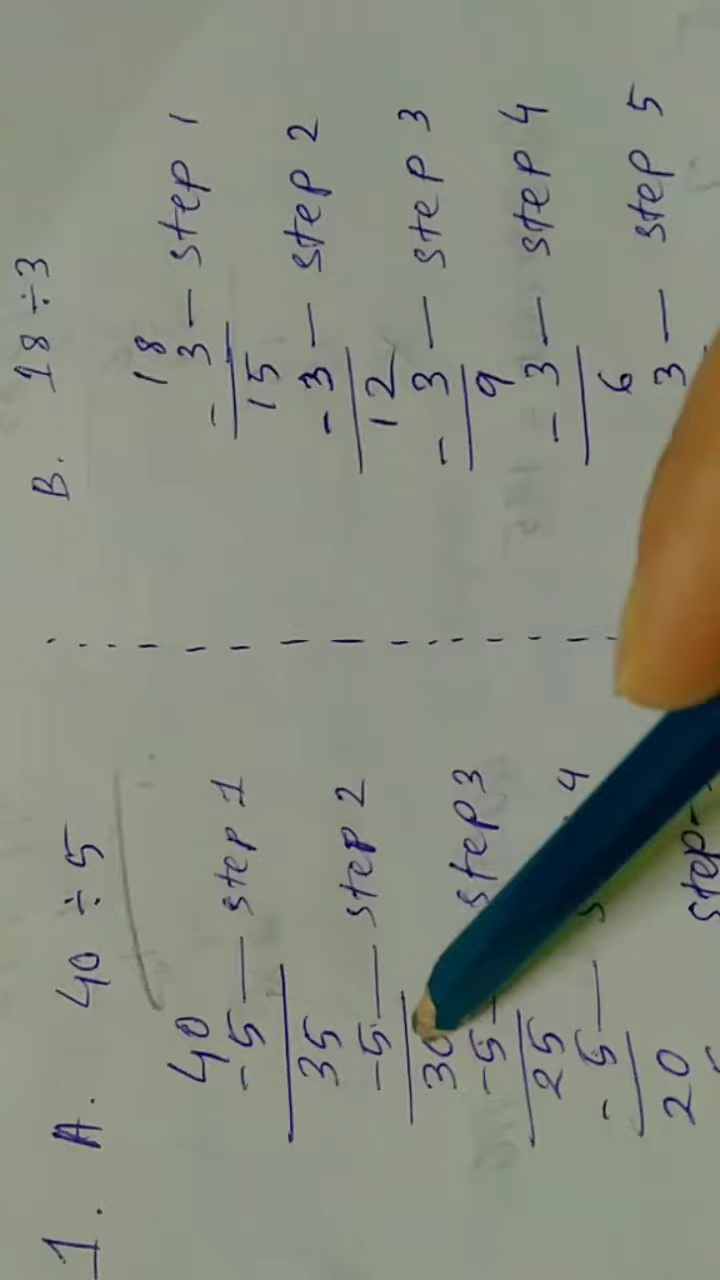 1. A. 40 ÷ 5
40
-5 — step 1
35
-5 — step 2
30
-5 — step 3
25
-5 — 4
20
step-
B. 18 ÷ 3
18
- 3 — step 1
15
- 3 — step 2
12
- 3 — step 3
9
- 3 — step 4
6
3 — step 5